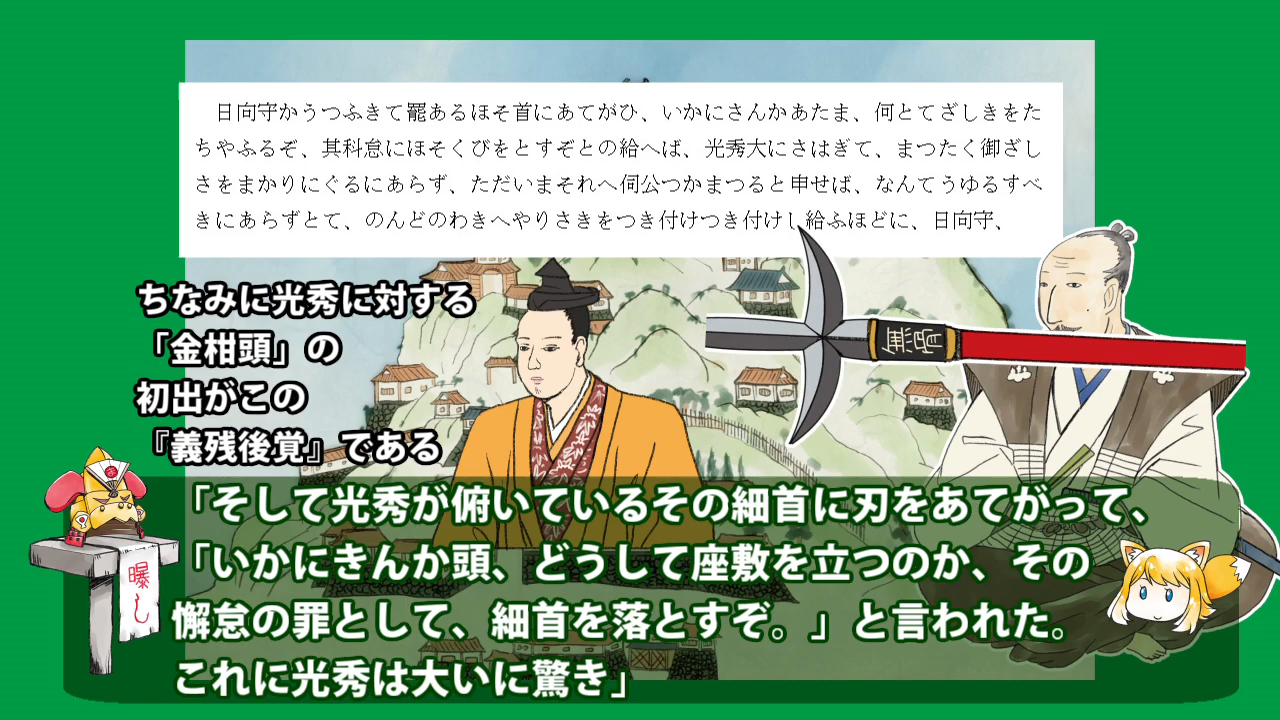 日向守かうつふきて罷あるほそ首にあてがひ、いかにさんかあたま、何とてざしきをた
ちやふるぞ、其科怠にほそくびをとすぞとの給へば、光秀大にさはぎて、まつたく御ざし
さをまかりにぐるにあらず、ただいまそれへ伺公つかまつると申せば、なんてうゆるすべ
きにあらずとて、のんどのわきへやりさきをつき付けつき付けし給ふほどに、日向守、
ちなみに光秀に対する
「金柑頭」の
初出がこの
『義残後覚』である
「そして光秀が俯いているその細首に刃をあてがって、
「いかにきんか頭、どうして座敷を立つのか、その
懈怠の罪として、細首を落とすぞ。」と言われた。
これに光秀は大いに驚き」
曝し